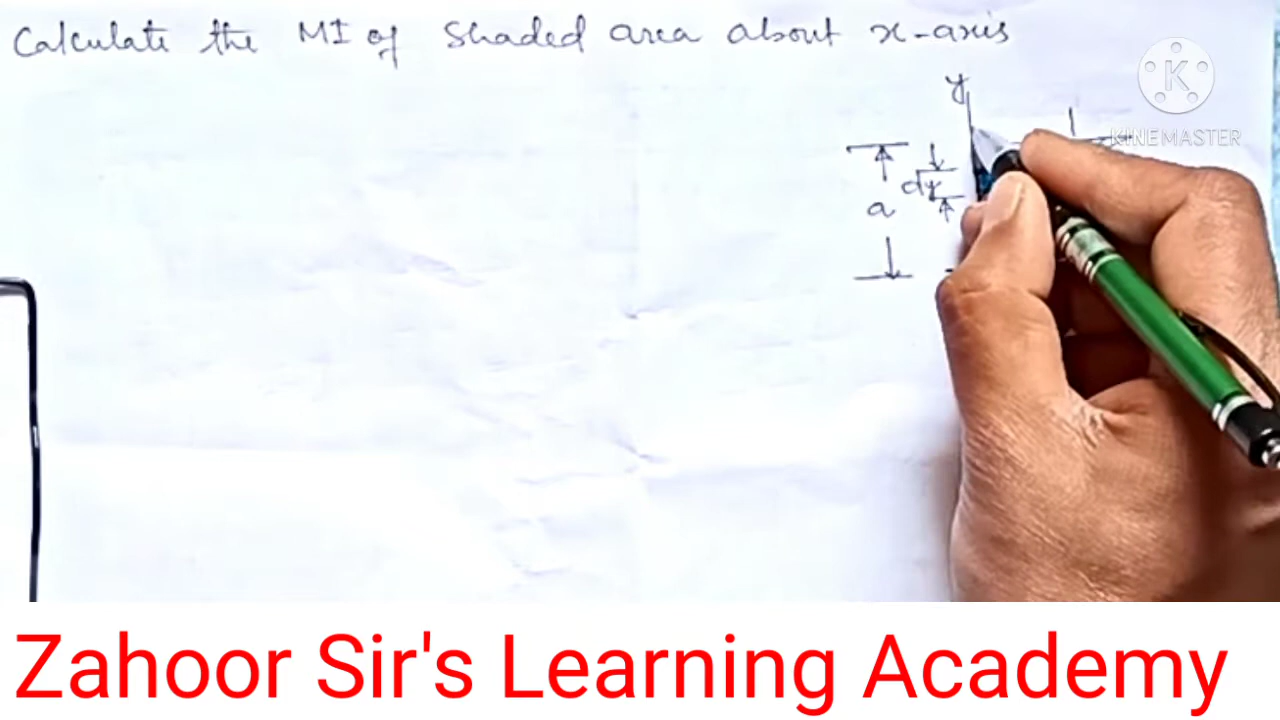 Calculate the MI of shaded area about x-axis
y
K
KINEMASTER
dy
a
Zahoor Sir's Learning Academy